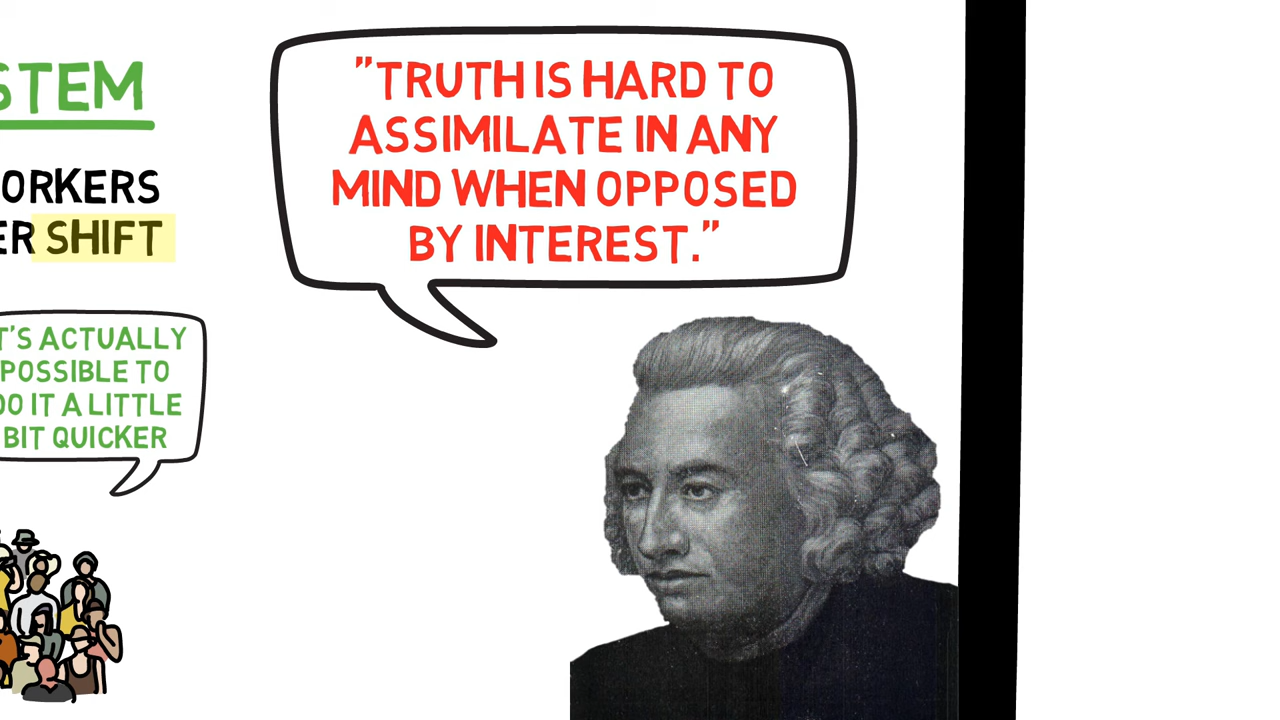 STEM
ORKERS
ER SHIFT
T'S ACTUALLY
POSSIBLE TO
DO IT A LITTLE
BIT QUICKER
"TRUTH IS HARD TO
ASSIMILATE IN ANY
MIND WHEN OPPOSED
BY INTEREST."